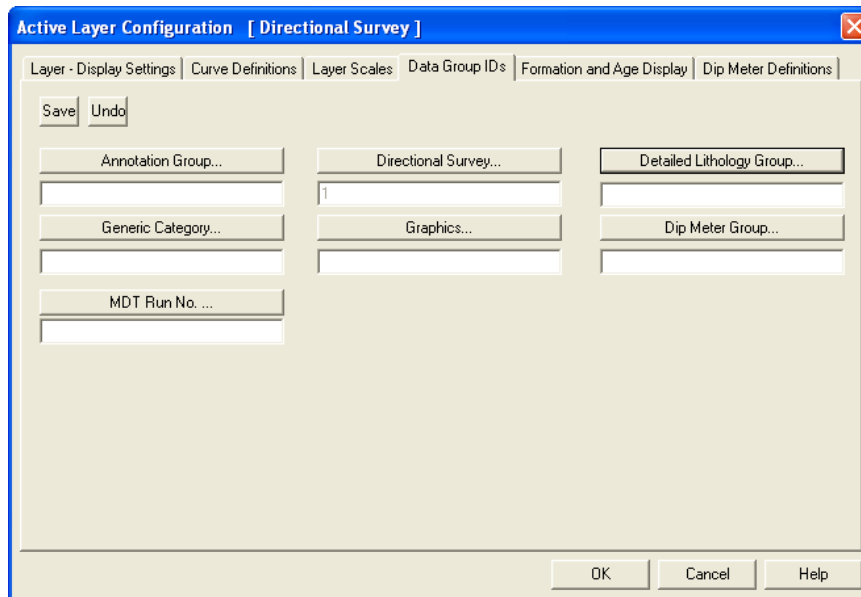 Active Layer Configuration [ Directional Survey ]
Layer - Display Settings Curve Definitions Layer Scales Data Group IDs Formation and Age Display Dip Meter Definitions
Save Undo
Annotation Group... Directional Survey... Detailed Lithology Group...
1
Generic Category... Graphics... Dip Meter Group...
MDT Run No. ...
OK Cancel Help